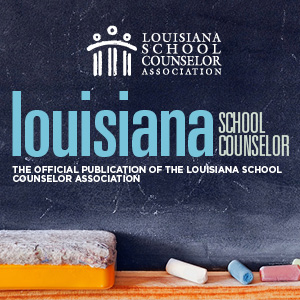 LOUISIANA
SCHOOL
COUNSELOR
ASSOCIATION
louisiana
SCHOOL
COUNSELOR
THE OFFICIAL PUBLICATION OF THE LOUISIANA SCHOOL
COUNSELOR ASSOCIATION